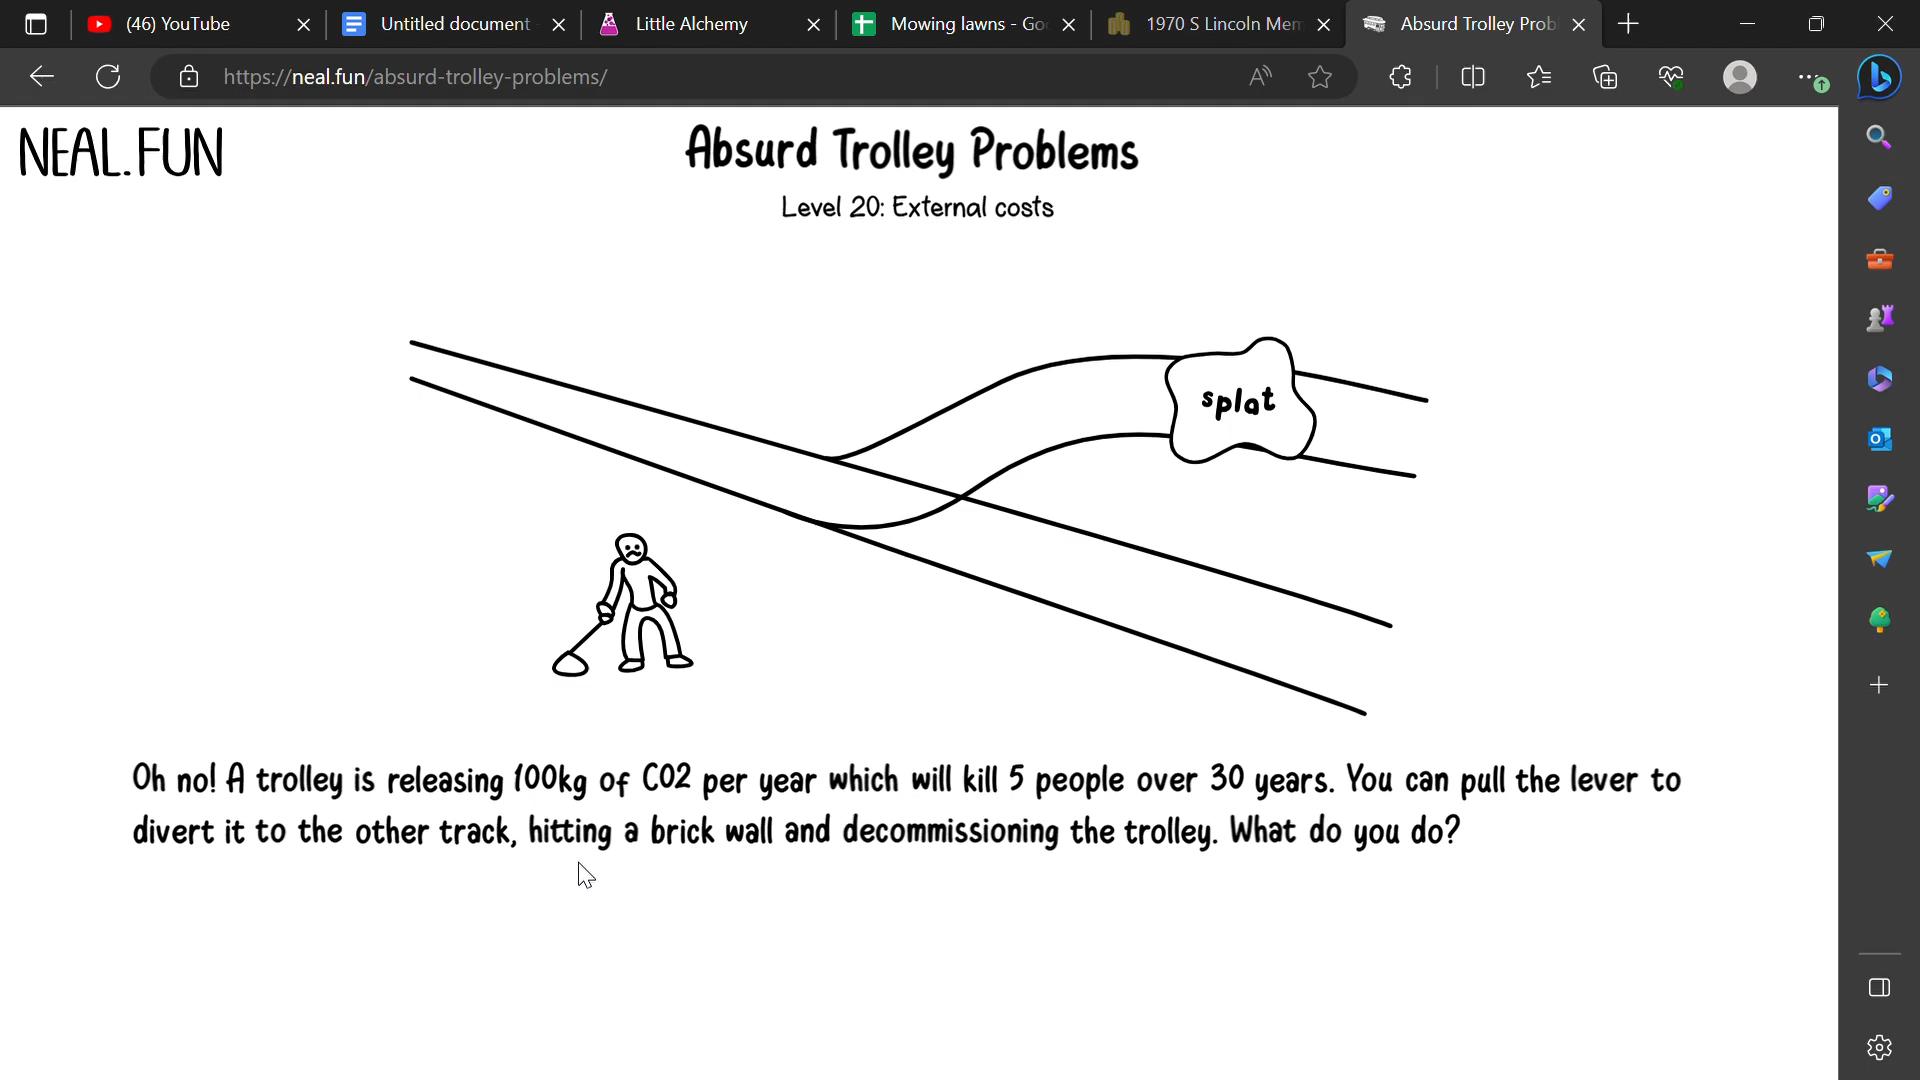 (46) YouTube
Untitled document
Little Alchemy
Mowing lawns - Go
1970 S Lincoln Mem
Absurd Trolley Prob
https://neal.fun/absurd-trolley-problems/
NEAL.FUN
Absurd Trolley Problems
Level 20: External costs
splat
Oh no! A trolley is releasing 100kg of CO2 per year which will kill 5 people over 30 years. You can pull the lever to
divert it to the other track, hitting a brick wall and decommissioning the trolley. What do you do?